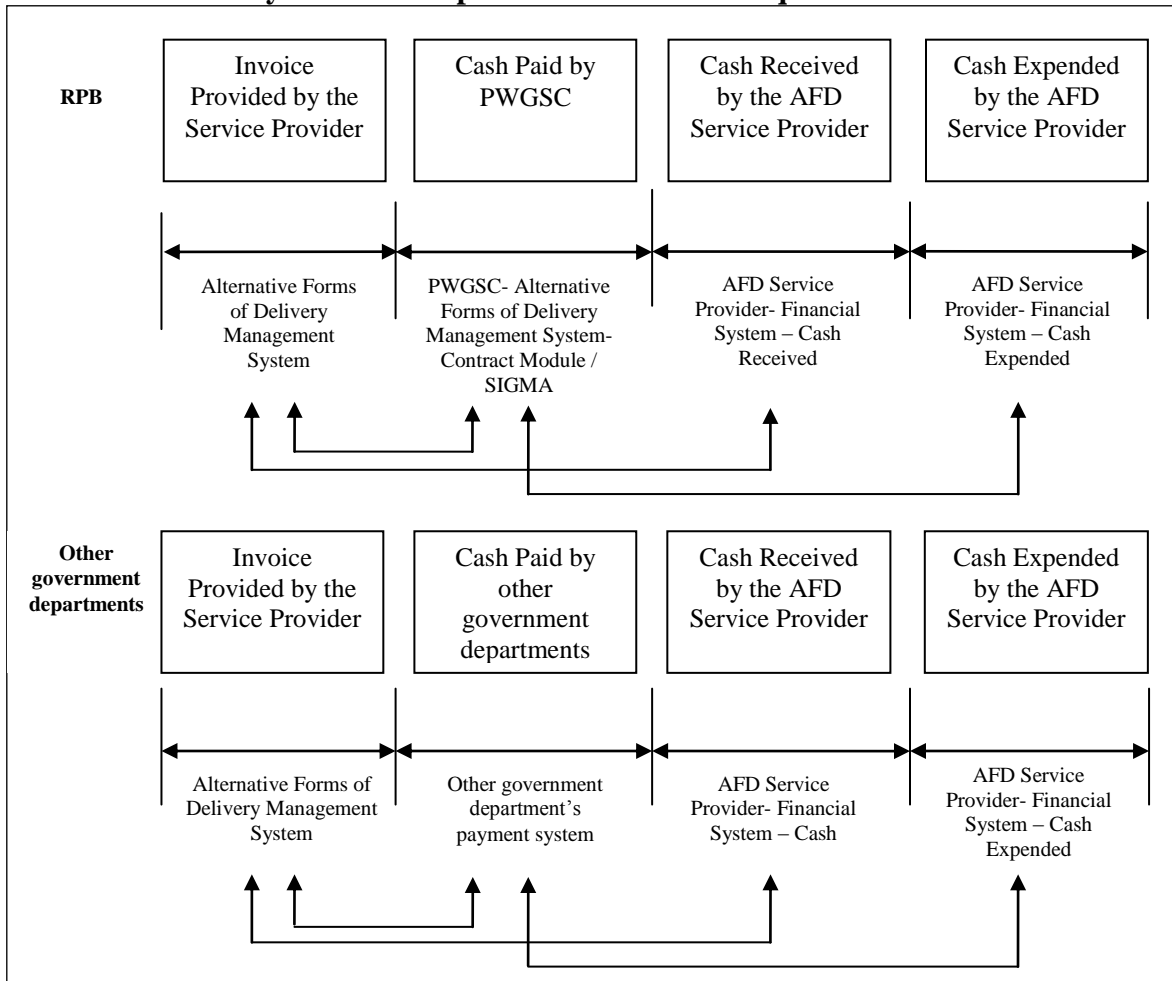 RPB
Invoice
Provided by the
Service Provider
Cash Paid by
PWGSC
Cash Received
by the AFD
Service Provider
Cash Expended
by the AFD
Service Provider
Alternative Forms
of Delivery
Management
System
PWGSC- Alternative
Forms of Delivery
Management System-
Contract Module /
SIGMA
AFD Service
Provider- Financial
System – Cash
Received
AFD Service
Provider- Financial
System – Cash
Expended
Other
government
departments
Invoice
Provided by the
Service Provider
Cash Paid by
other
government
departments
Cash Received
by the AFD
Service Provider
Cash Expended
by the AFD
Service Provider
Alternative Forms of
Delivery Management
System
Other government
department’s
payment system
AFD Service
Provider- Financial
System – Cash
AFD Service
Provider- Financial
System – Cash
Expended